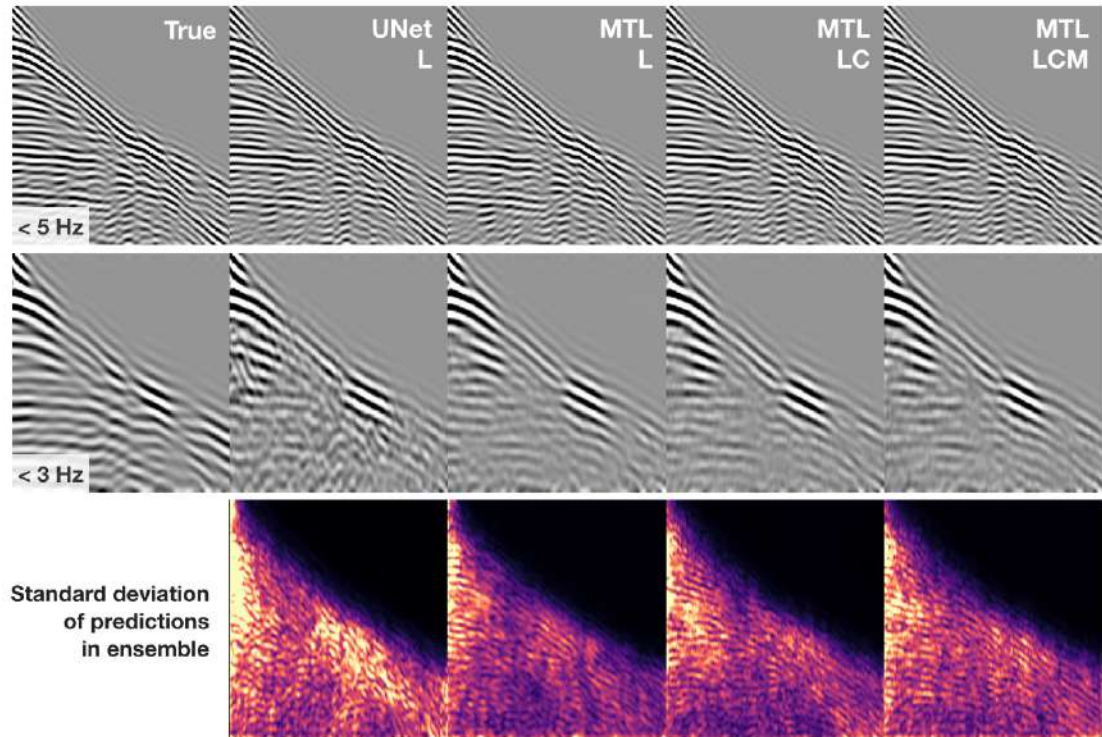 True
UNet
L
MTL
L
MTL
LC
MTL
LCM
< 5 Hz
< 3 Hz
Standard deviation
of predictions
in ensemble